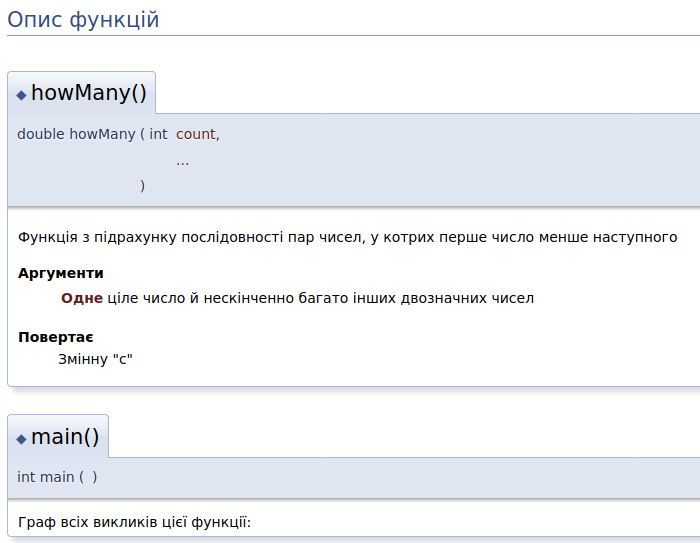 Опис функцій
◆ howMany()
double howMany ( int count,
...
)
Функція з підрахунку послідовності пар чисел, у котрих перше число менше наступного
Аргументи
Одне ціле число й нескінченно багато інших двозначних чисел
Повертає
Змінну "c"
◆ main()
int main ( )
Граф всіх викликів цієї функції: